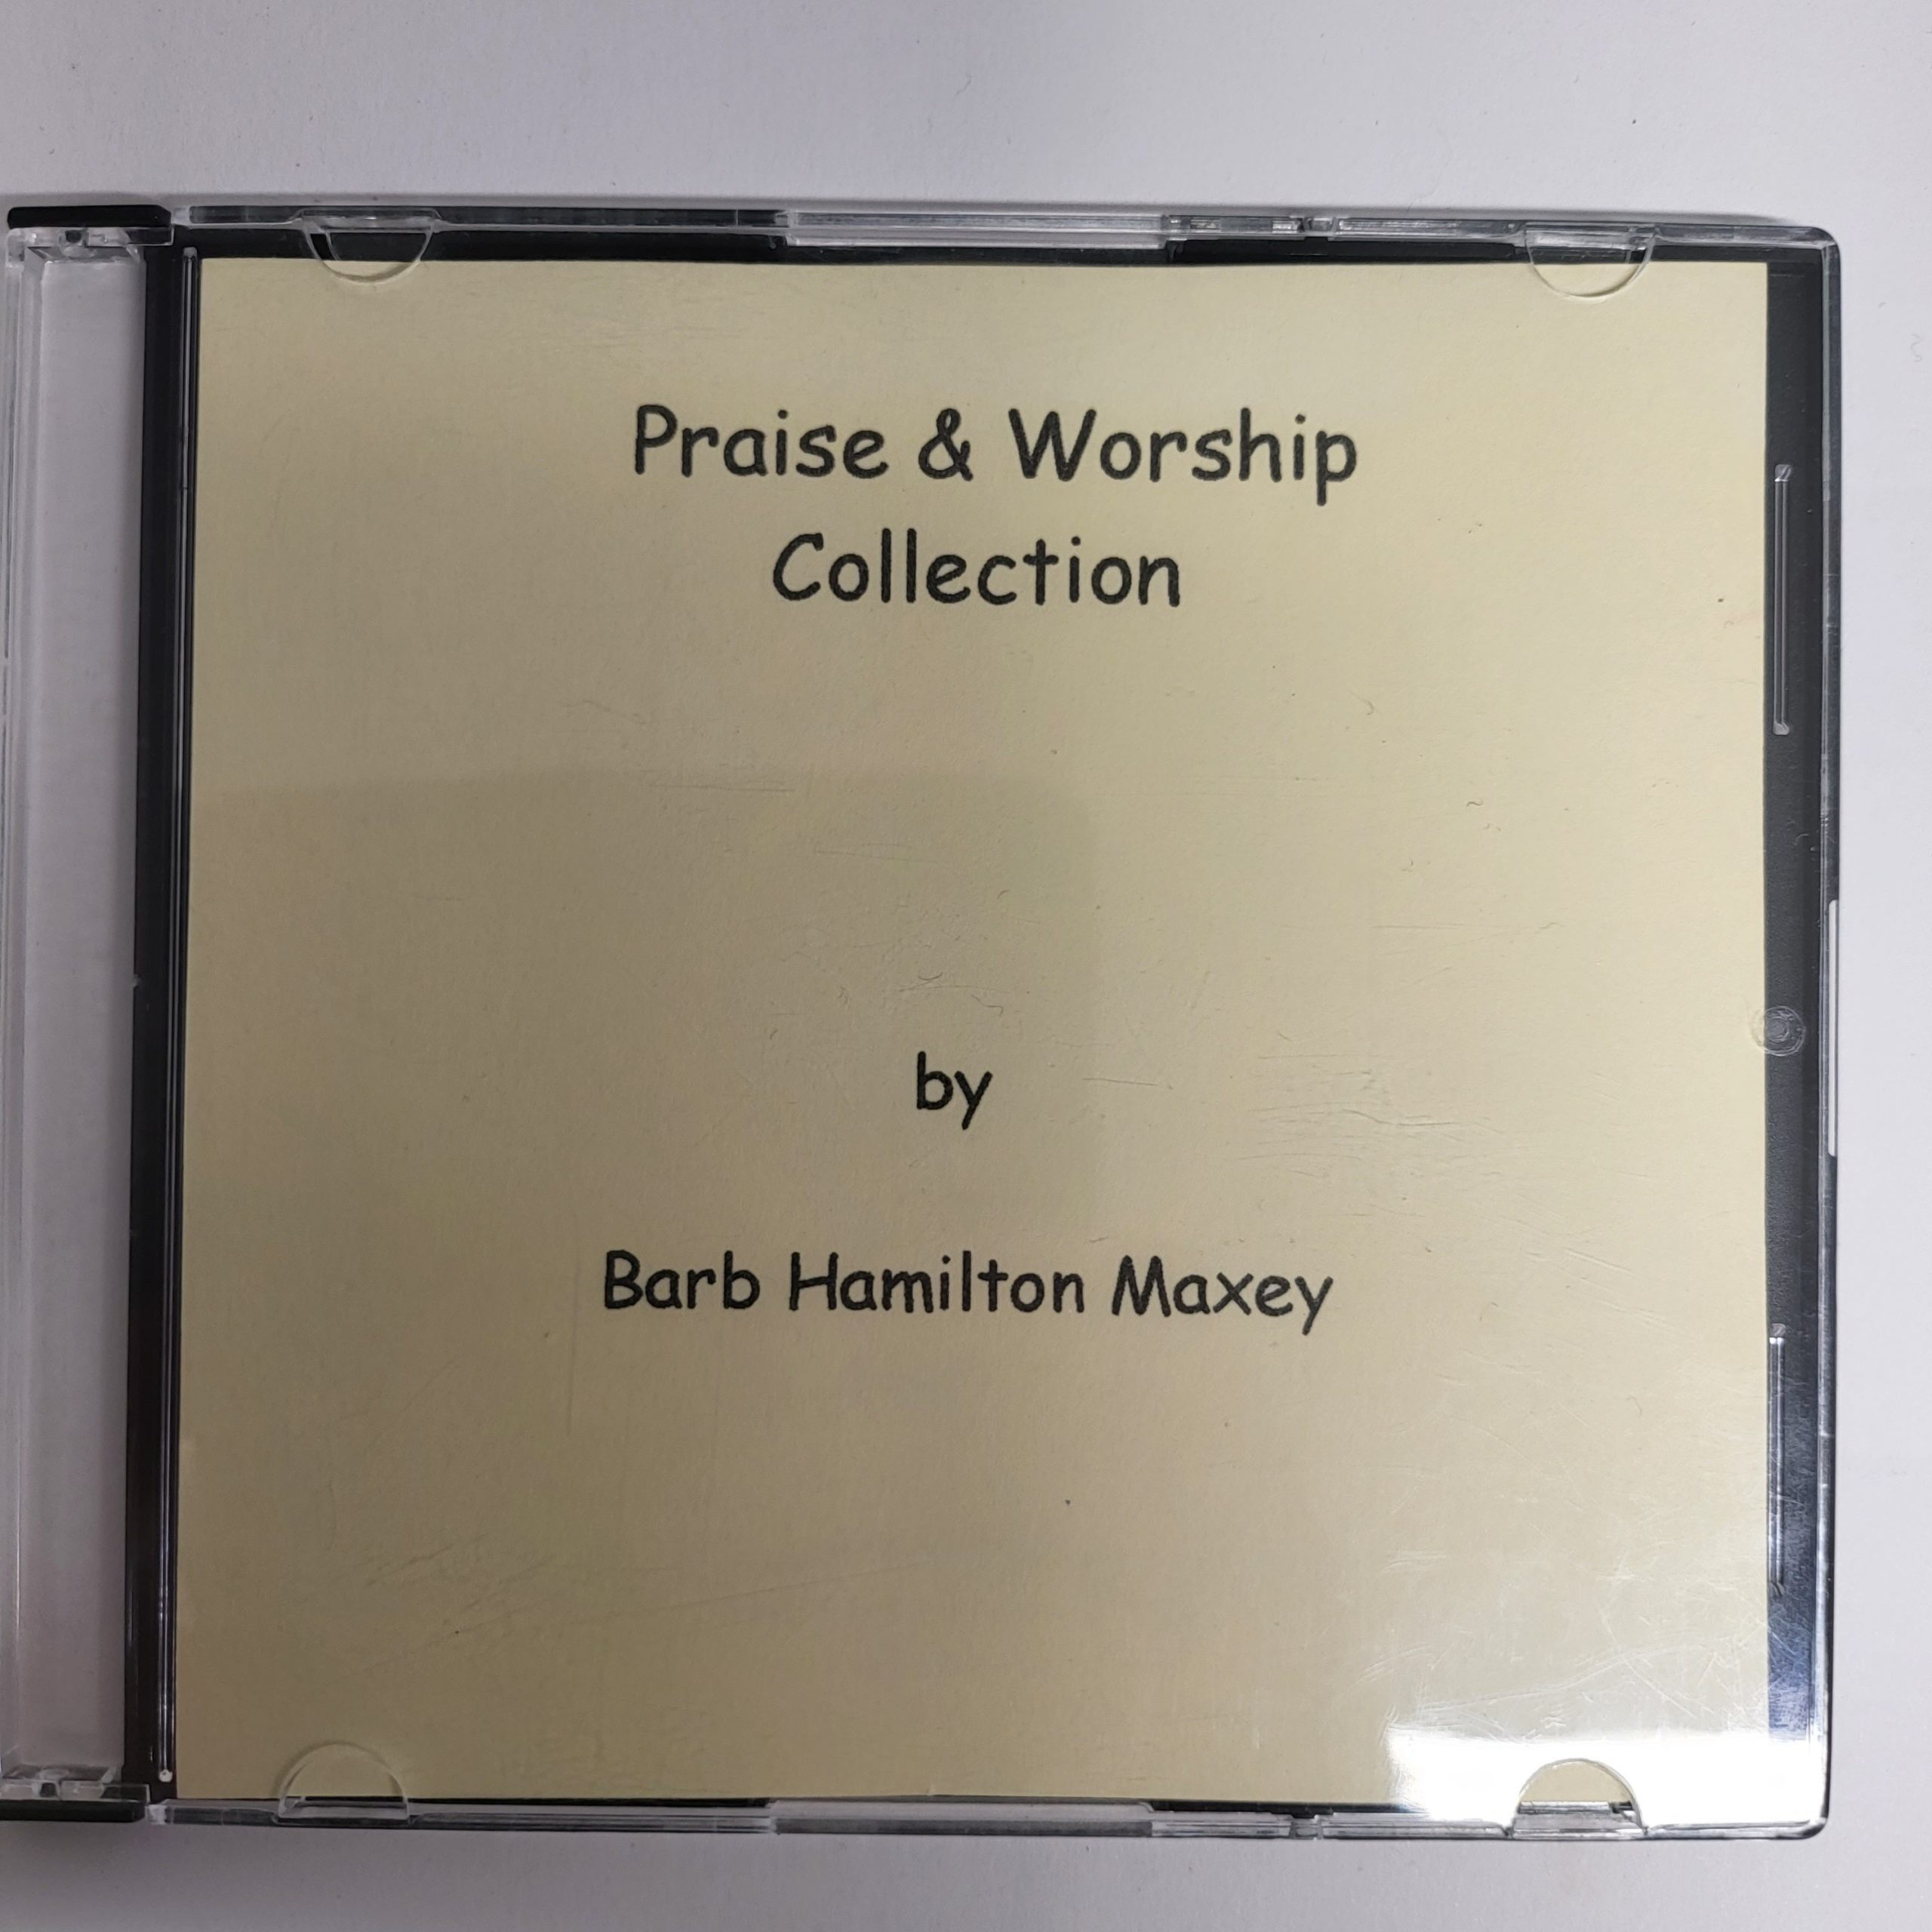 Praise & Worship
Collection
by
Barb Hamilton Maxey